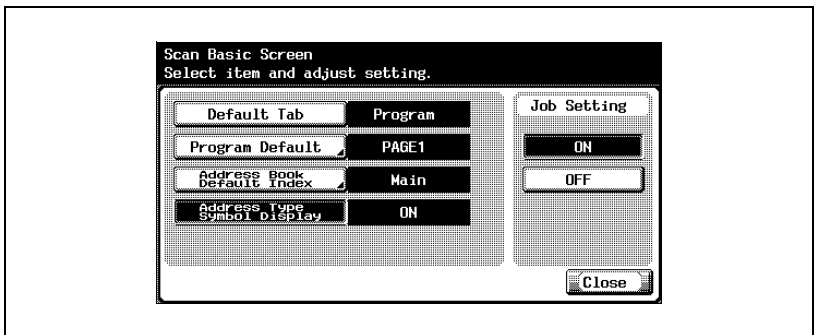 Scan Basic Screen
Select item and adjust setting.
Default Tab
Program
Program Default
PAGE1
Address Book
Default Index
Main
Address Type
Symbol Display
ON
Job Setting
ON
OFF
Close